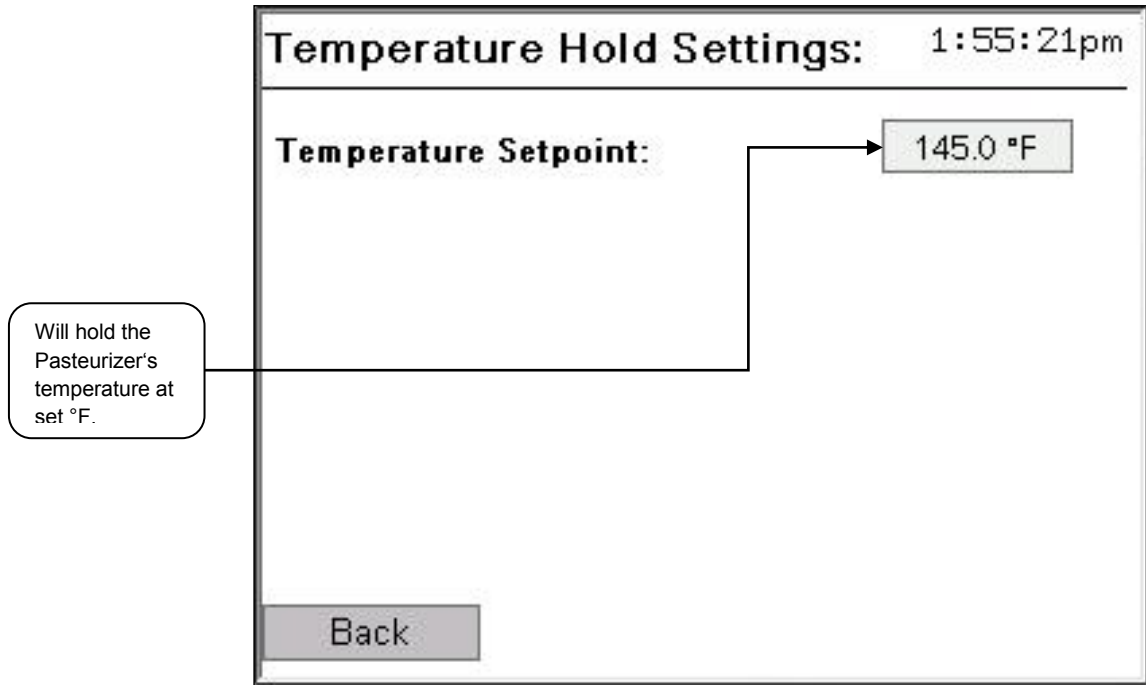 Temperature Hold Settings: 1:55:21pm
Temperature Setpoint: 145.0 °F
Will hold the
Pasteurizer‘s
temperature at
set °F.
Back